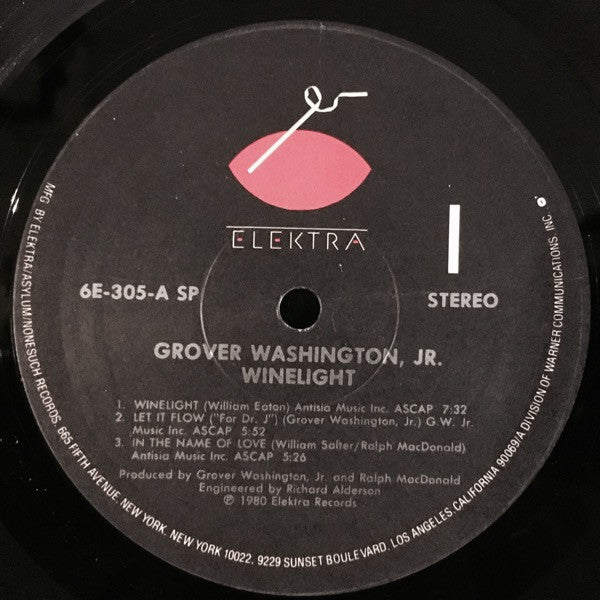 ELEKTRA
1
6E-305-A SP
STEREO
GROVER WASHINGTON, JR.
WINELIGHT
1. WINELIGHT (William Eaton) Antisia Music Inc. ASCAP 7:32
2. LET IT FLOW ("For Dr. J") (Grover Washington, Jr.) G.W. Jr.
Music Inc. ASCAP 5:52
3. IN THE NAME OF LOVE (William Salter/Ralph MacDonald)
Antisia Music Inc. ASCAP 5:26
Produced by Grover Washington, Jr. and Ralph MacDonald
Engineered by Richard Alderson
℗ 1980 Elektra Records
MFG. BY ELEKTRA/ASYLUM/NONESUCH RECORDS, 665 FIFTH AVENUE, NEW YORK, NEW YORK 10022, 9229 SUNSET BOULEVARD, LOS ANGELES, CALIFORNIA 90069/A DIVISION OF WARNER COMMUNICATIONS, INC.